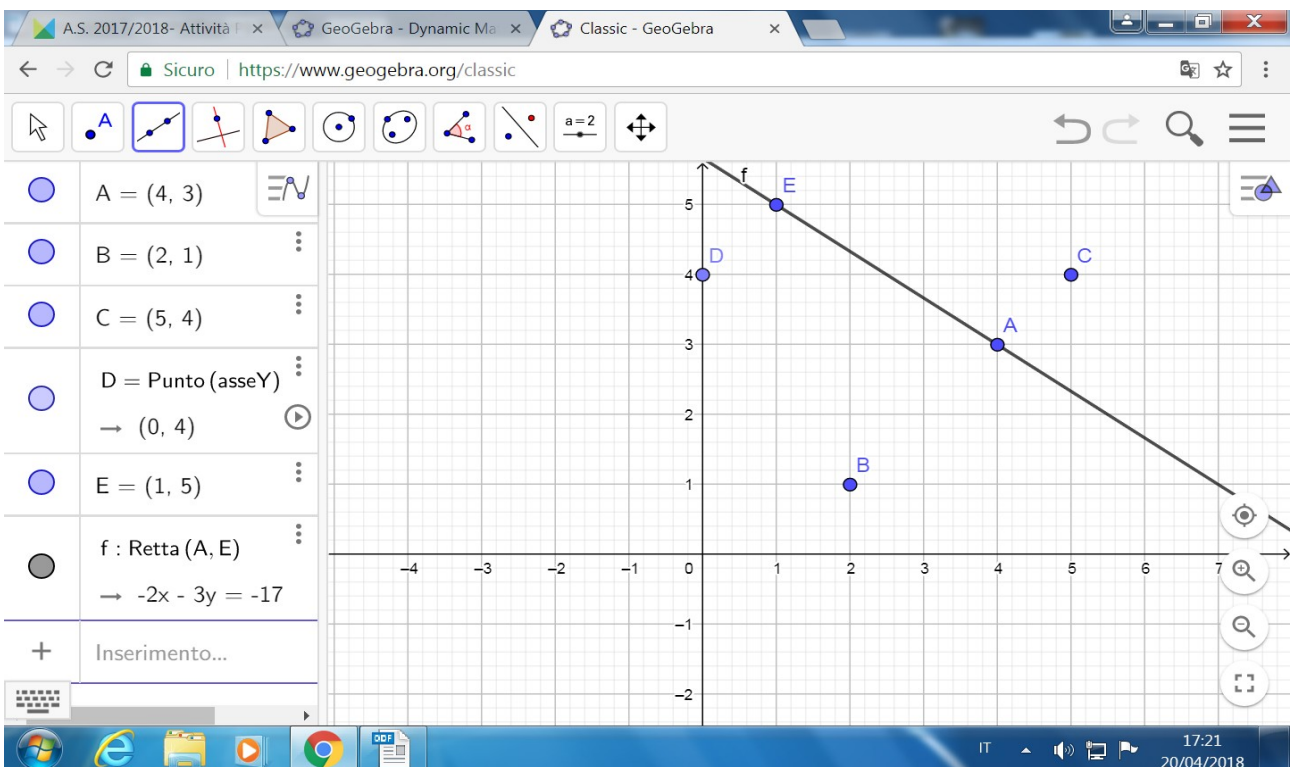 A.S. 2017/2018- Attività
GeoGebra - Dynamic Ma
Classic - GeoGebra
Sicuro | https://www.geogebra.org/classic
A
α
a = 2
A = (4, 3)
B = (2, 1)
C = (5, 4)
D = Punto (asseY)
→ (0, 4)
E = (1, 5)
f : Retta (A, E)
→ -2x - 3y = -17
+ Inserimento...
f
E
5
D
C
4
A
3
2
B
1
–4 –3 –2 –1 0 1 2 3 4 5 6 7
–1
–2
ODF
IT
17:21
20/04/2018